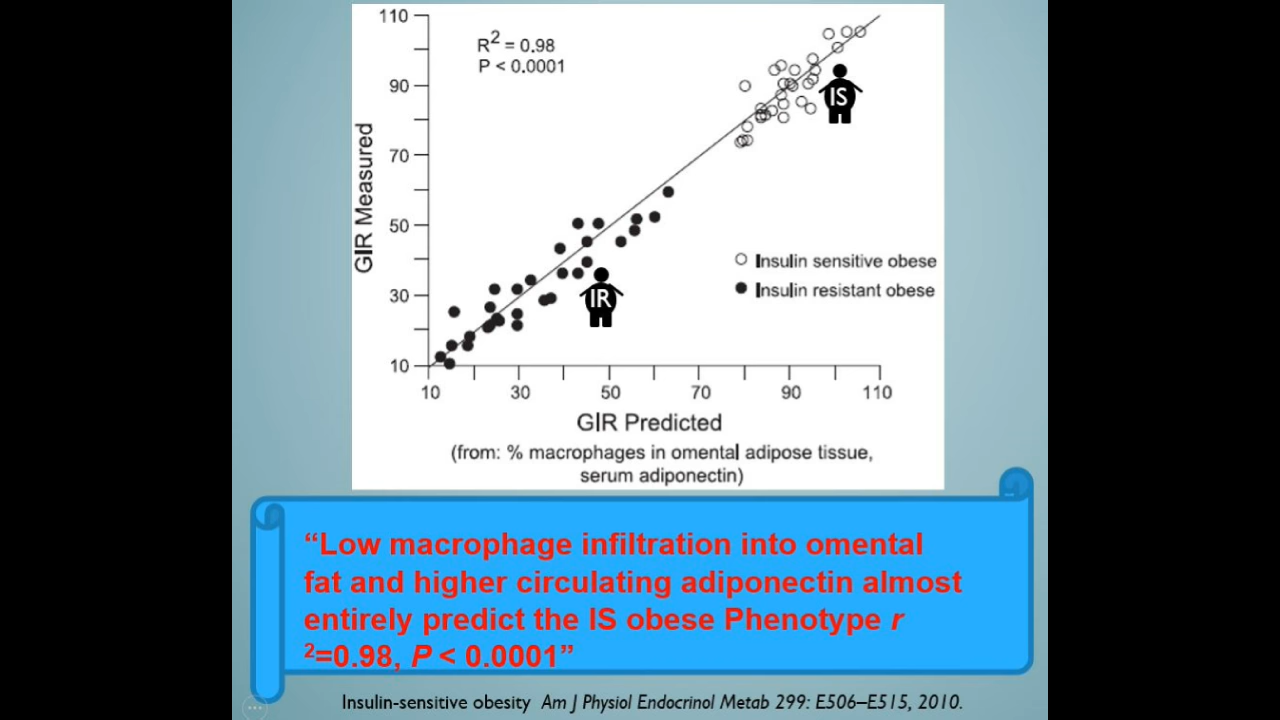 110
90
70
50
30
10
GIR Measured
R2 = 0.98
P < 0.0001
IS
IR
Insulin sensitive obese
Insulin resistant obese
10 30 50 70 90 110
GIR Predicted
(from: % macrophages in omental adipose tissue,
serum adiponectin)
“Low macrophage infiltration into omental
fat and higher circulating adiponectin almost
entirely predict the IS obese Phenotype r
2=0.98, P < 0.0001”
Insulin-sensitive obesity Am J Physiol Endocrinol Metab 299: E506–E515, 2010.